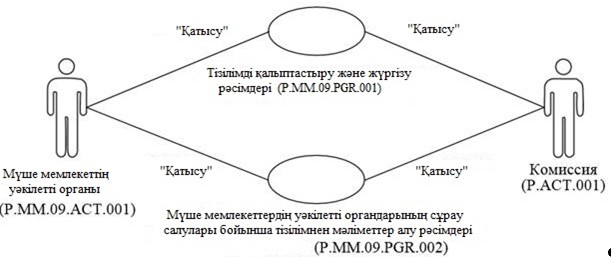 "Қатысу" "Қатысу"
Тізілімді қалыптастыру және жүргізу
рәсімдері (P.MM.09.PGR.001)
Мүше мемлекеттің
уәкілетті органы
(P.MM.09.ACT.001)
Комиссия
(P.ACT.001)
"Қатысу" "Қатысу"
Мүше мемлекеттердің уәкілетті органдарының сұрау
салулары бойынша тізілімнен мәліметтер алу рәсімдері
(P.MM.09.PGR.002)